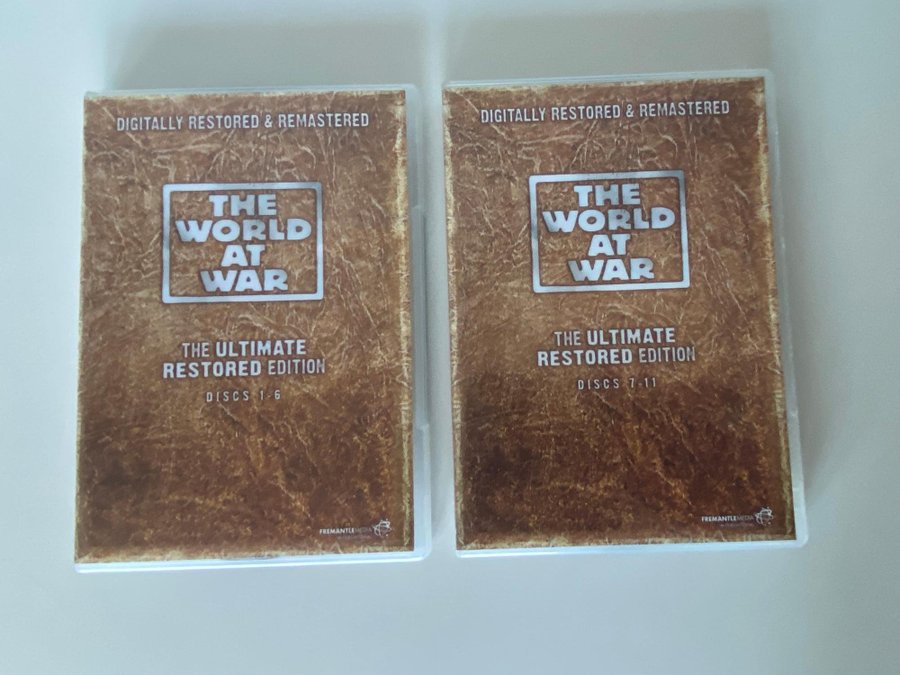 DIGITALLY RESTORED & REMASTERED
THE
WORLD
AT
WAR
THE ULTIMATE
RESTORED EDITION
DISCS 1-6
FREMANTLEMEDIA
DIGITALLY RESTORED & REMASTERED
THE
WORLD
AT
WAR
THE ULTIMATE
RESTORED EDITION
DISCS 7-11
FREMANTLEMEDIA